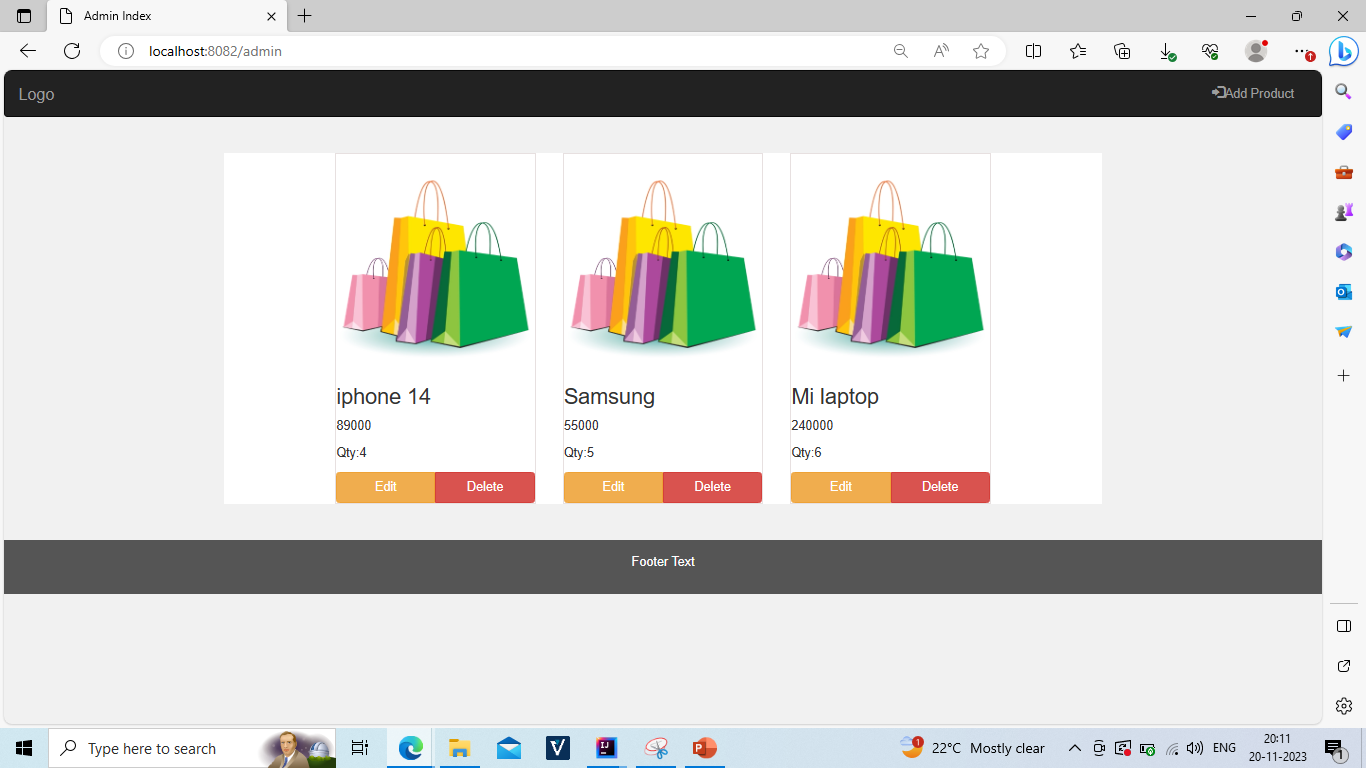 Admin Index
localhost:8082/admin
Logo
Add Product
iphone 14
Samsung
Mi laptop
89000
55000
240000
Qty:4
Qty:5
Qty:6
Edit Delete
Edit Delete
Edit Delete
Footer Text
Type here to search
1
22°C Mostly clear
ENG
20:11
20-11-2023
1